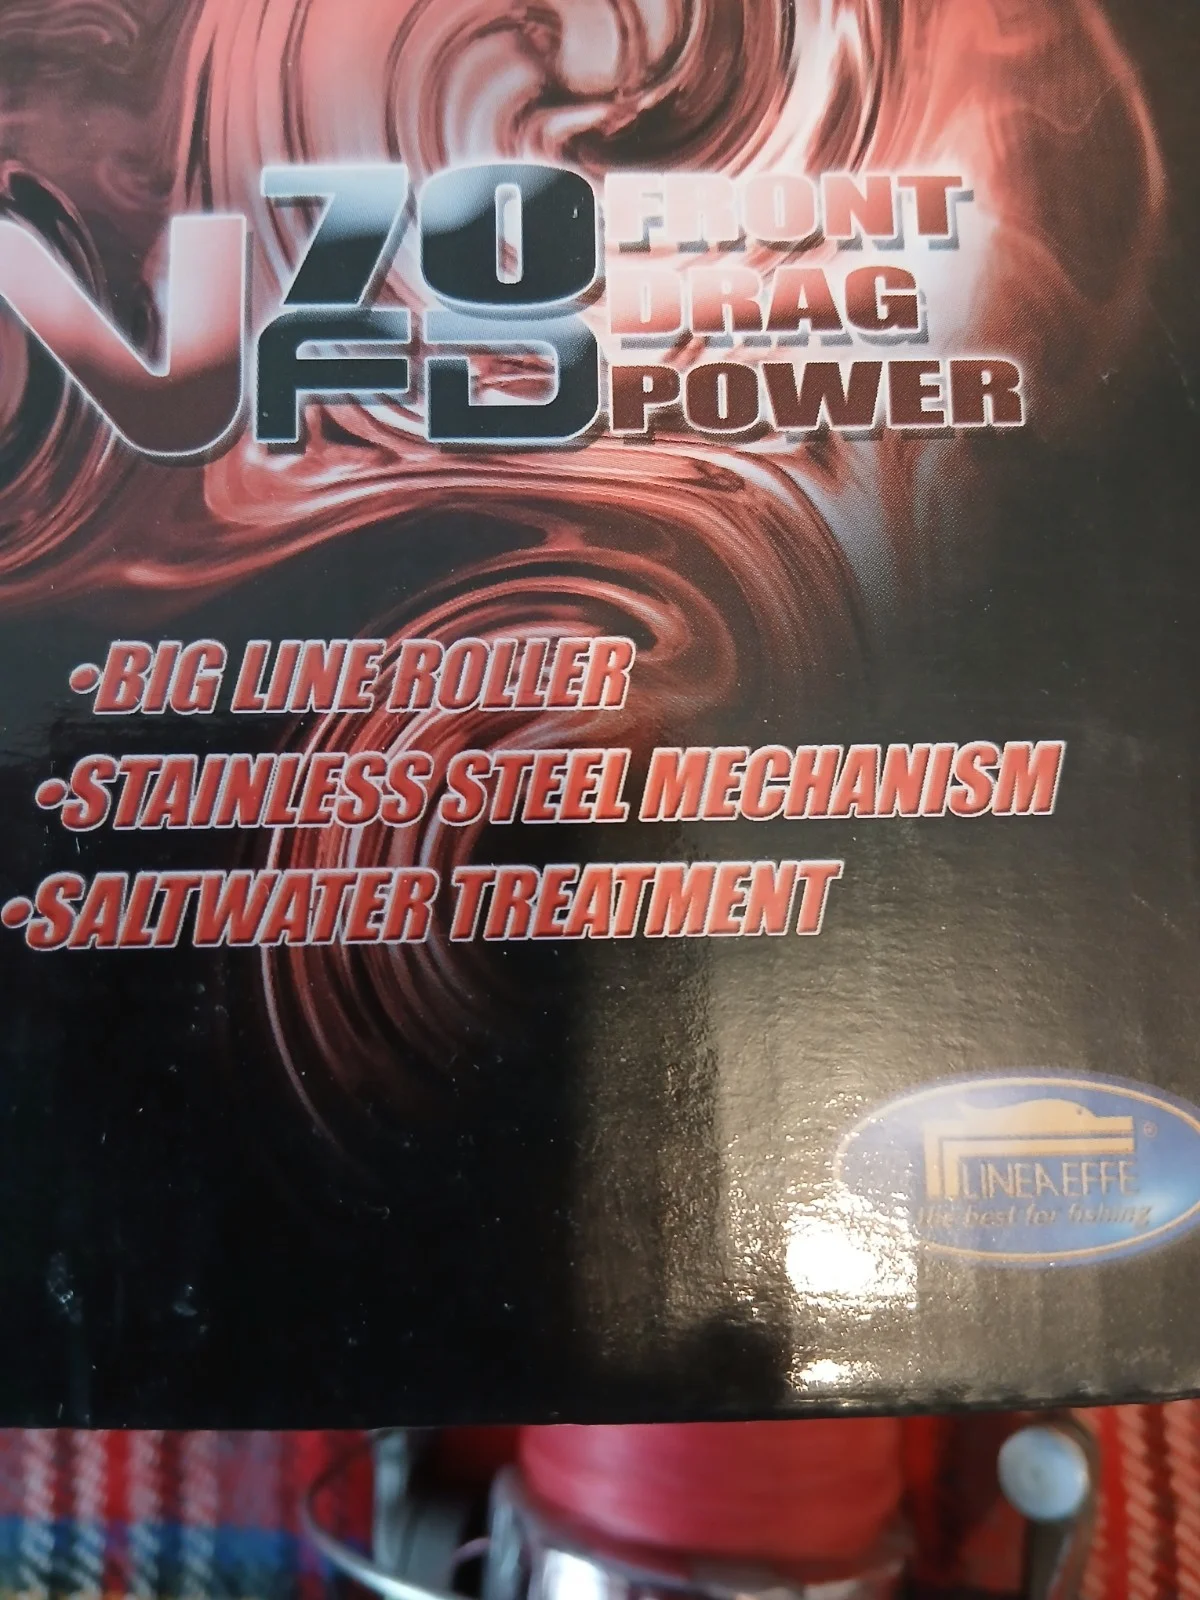 70
FD
FRONT
DRAG
POWER
•BIG LINE ROLLER
•STAINLESS STEEL MECHANISM
•SALTWATER TREATMENT
LINEAEFFE ®
the best for fishing